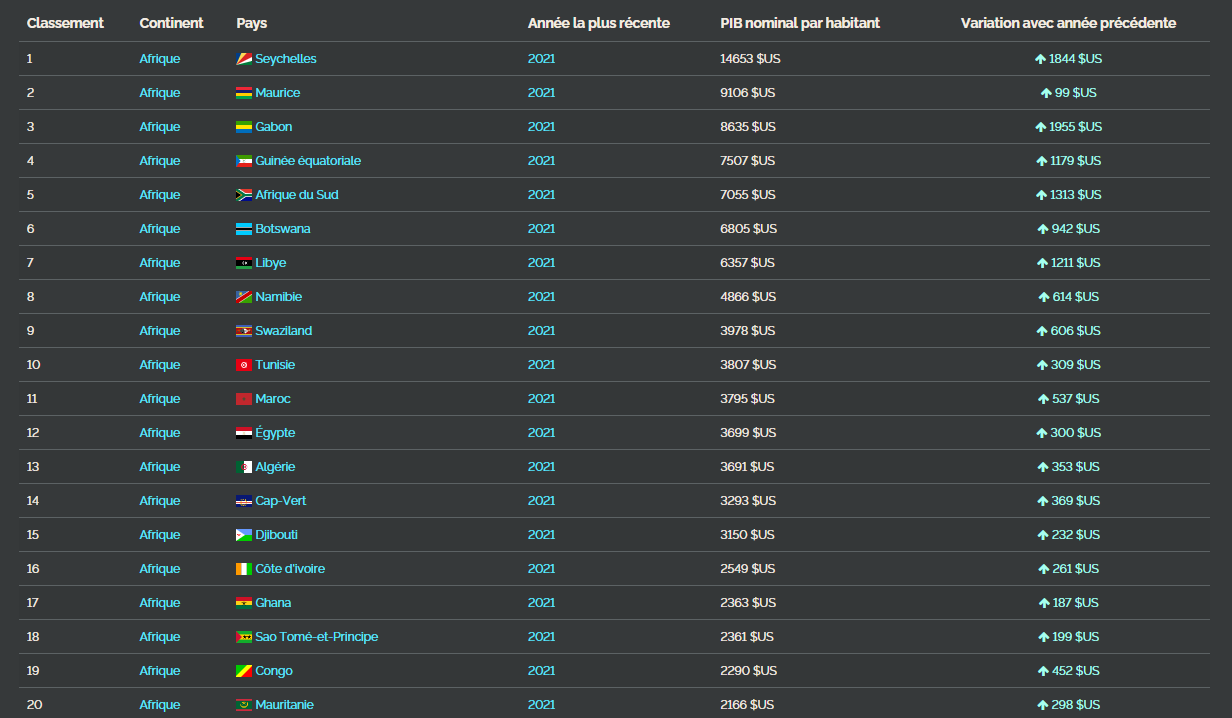 Classement Continent Pays Année la plus récente PIB nominal par habitant Variation avec année précédente
1 Afrique Seychelles 2021 14653 $US 1844 $US
2 Afrique Maurice 2021 9106 $US 99 $US
3 Afrique Gabon 2021 8635 $US 1955 $US
4 Afrique Guinée équatoriale 2021 7507 $US 1179 $US
5 Afrique Afrique du Sud 2021 7055 $US 1313 $US
6 Afrique Botswana 2021 6805 $US 942 $US
7 Afrique Libye 2021 6357 $US 1211 $US
8 Afrique Namibie 2021 4866 $US 614 $US
9 Afrique Swaziland 2021 3978 $US 606 $US
10 Afrique Tunisie 2021 3807 $US 309 $US
11 Afrique Maroc 2021 3795 $US 537 $US
12 Afrique Égypte 2021 3699 $US 300 $US
13 Afrique Algérie 2021 3691 $US 353 $US
14 Afrique Cap-Vert 2021 3293 $US 369 $US
15 Afrique Djibouti 2021 3150 $US 232 $US
16 Afrique Côte d'ivoire 2021 2549 $US 261 $US
17 Afrique Ghana 2021 2363 $US 187 $US
18 Afrique Sao Tomé-et-Principe 2021 2361 $US 199 $US
19 Afrique Congo 2021 2290 $US 452 $US
20 Afrique Mauritanie 2021 2166 $US 298 $US